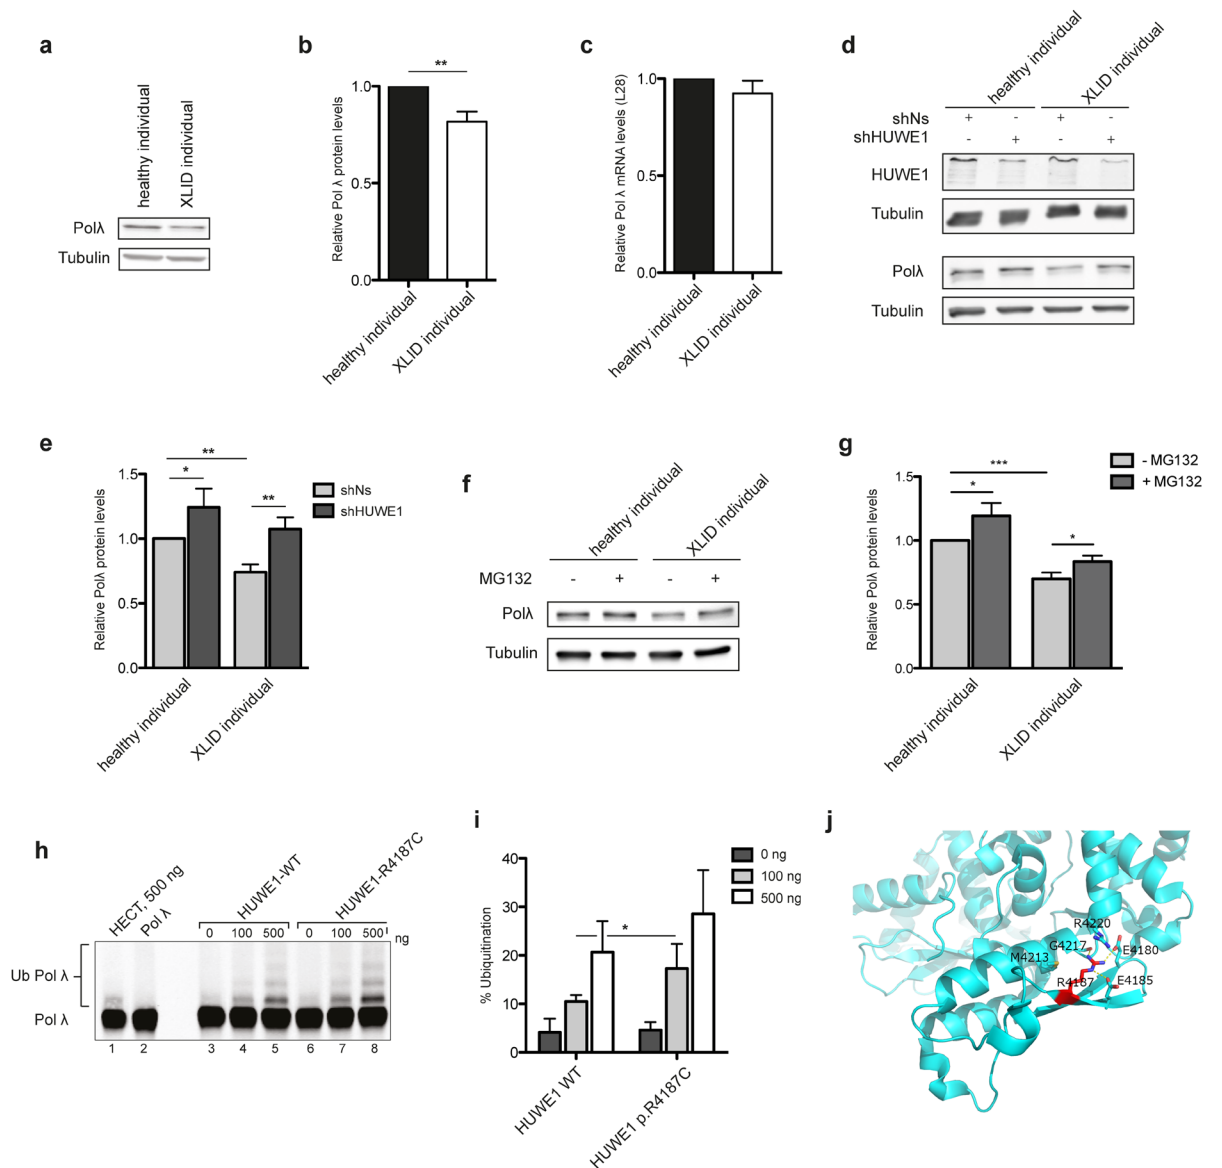 a
healthy individual
XLID individual
Polλ
Tubulin
b
**
Relative Pol λ protein levels
1.0
0.5
0.0
healthy individual
XLID individual
c
Relative Pol λ mRNA levels (L28)
1.0
0.5
0.0
healthy individual
XLID individual
d
healthy individual
XLID individual
shNs + - + -
shHUWE1 - + - +
HUWE1
Tubulin
Polλ
Tubulin
e
**
*
**
Relative Polλ protein levels
1.5
1.0
0.5
0.0
shNs
shHUWE1
healthy individual
XLID individual
f
healthy individual
XLID individual
MG132 - + - +
Polλ
Tubulin
g
***
*
*
Relative Polλ protein levels
1.5
1.0
0.5
0.0
- MG132
+ MG132
healthy individual
XLID individual
h
HECT, 500 ng
Pol λ
HUWE1-WT
HUWE1-R4187C
0 100 500 0 100 500 ng
Ub Pol λ
Pol λ
1 2 3 4 5 6 7 8
i
*
% Ubiquitination
40
30
20
10
0
0 ng
100 ng
500 ng
HUWE1 WT
HUWE1 p.R4187C
j
R4220
G4217
E4180
M4213
R4187
E4185